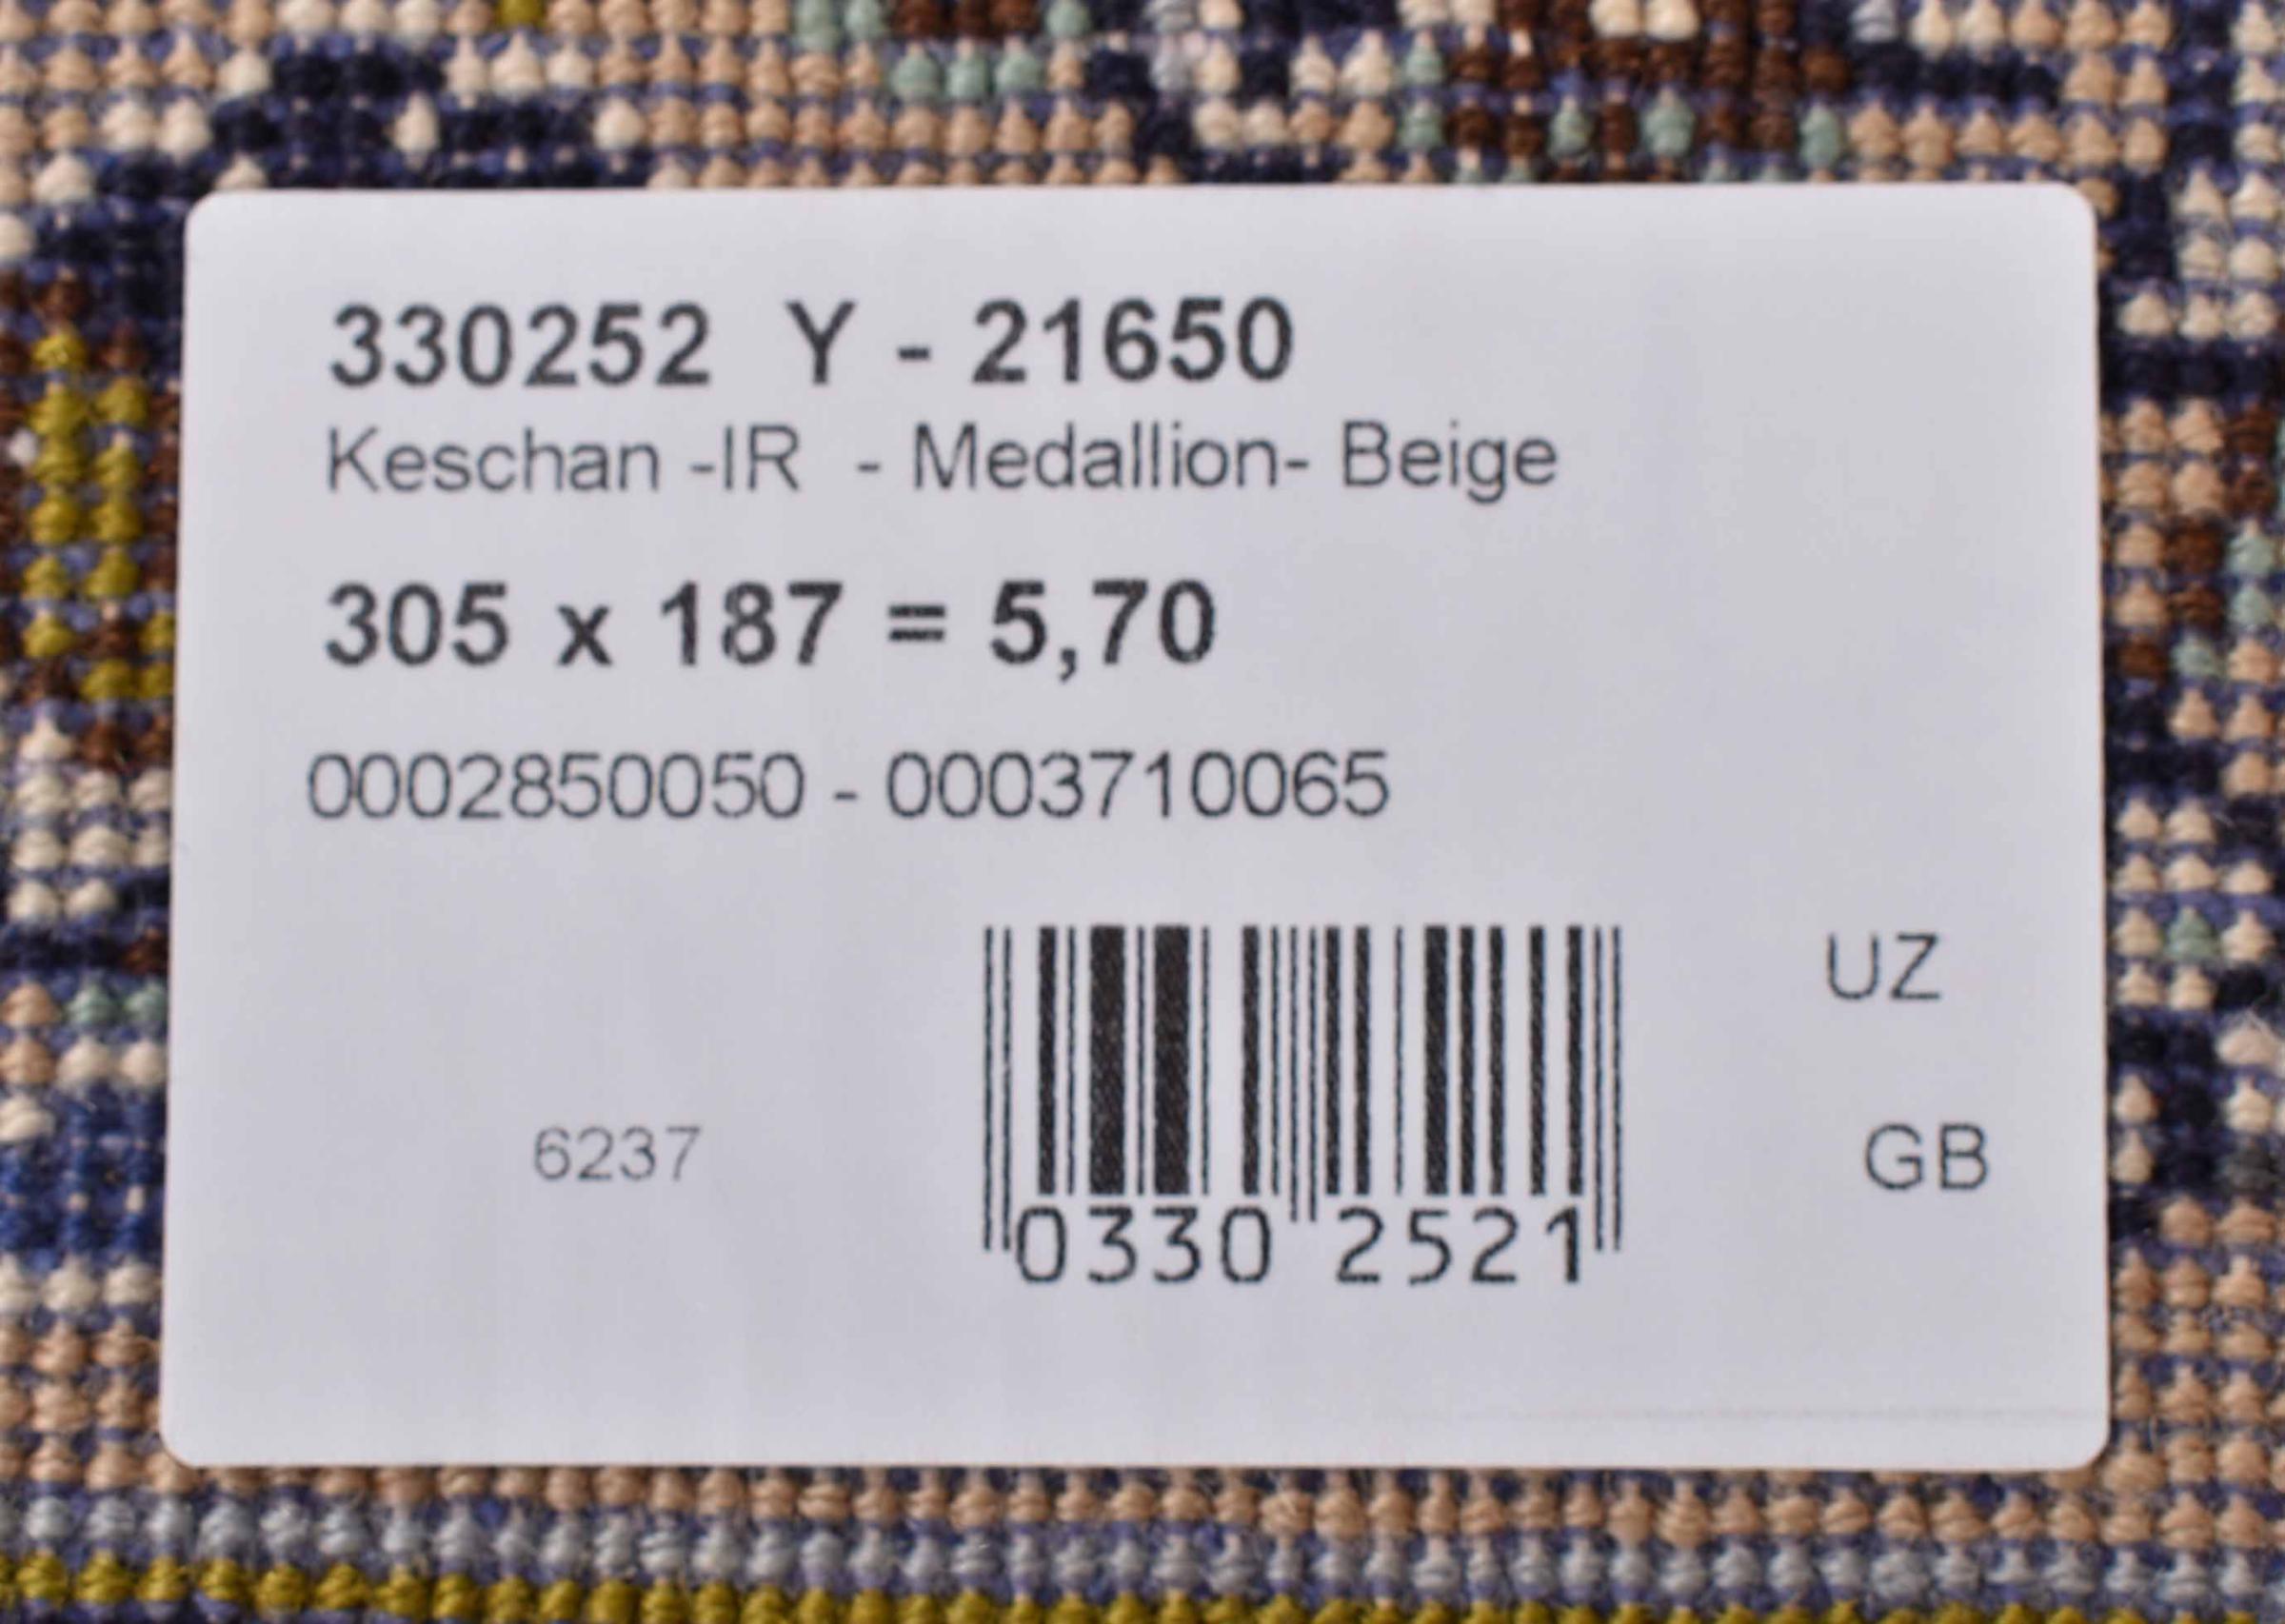 330252 Y - 21650
Keschan -IR - Medallion- Beige
305 x 187 = 5,70
0002850050 - 0003710065
UZ
6237
GB
0330 2521